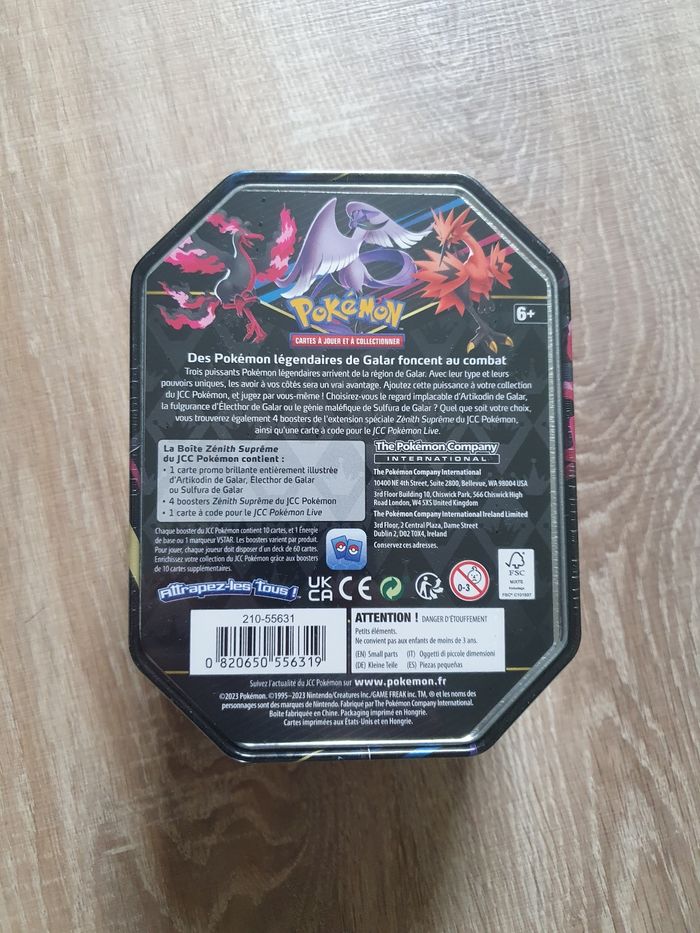 POKÉMON
CARTES À JOUER ET À COLLECTIONNER
6+
Des Pokémon légendaires de Galar foncent au combat
Trois puissants Pokémon légendaires arrivent de la région de Galar. Avec leur type et leurs
pouvoirs uniques, les avoir à vos côtés sera un vrai avantage. Ajoutez cette puissance à votre collection
du JCC Pokémon, et jugez par vous-même ! Choisirez-vous le regard implacable d'Artikodin de Galar,
la fulgurance d'Électhor de Galar ou le génie maléfique de Sulfura de Galar ? Quel que soit votre choix,
vous trouverez également 4 boosters de l'extension spéciale Zénith Suprême du JCC Pokémon,
ainsi qu'une carte à code pour le JCC Pokémon Live.
La Boîte Zénith Suprême
du JCC Pokémon contient :
• 1 carte promo brillante entièrement illustrée
d'Artikodin de Galar, Électhor de Galar
ou Sulfura de Galar
• 4 boosters Zénith Suprême du JCC Pokémon
• 1 carte à code pour le JCC Pokémon Live
Chaque booster du JCC Pokémon contient 10 cartes, et 1 Énergie
de base ou 1 marqueur VSTAR. Les boosters varient par produit.
Pour jouer, chaque joueur doit disposer d'un deck de 60 cartes.
Enrichissez votre collection du JCC Pokémon grâce aux boosters
de 10 cartes supplémentaires.
Attrapez-les Tous !
The Pokémon Company
INTERNATIONAL
The Pokémon Company International
10400 NE 4th Street, Suite 2800, Bellevue, WA 98004 USA
3rd Floor Building 10, Chiswick Park, 566 Chiswick High
Road London, W4 5XS United Kingdom
The Pokémon Company International Ireland Limited
3rd Floor, 2 Central Plaza, Dame Street
Dublin 2, D02 T0X4, Ireland
Conservez ces adresses.
UK
CA
CE
0-3
FSC
MIXTE
Emballage
FSC® C101807
210-55631
0 820650 556319
ATTENTION ! DANGER D'ÉTOUFFEMENT
Petits éléments.
Ne convient pas aux enfants de moins de 3 ans.
(EN) Small parts (IT) Oggetti di piccole dimensioni
(DE) Kleine Teile (ES) Piezas pequeñas
Suivez l'actualité du JCC Pokémon sur www.pokemon.fr
©2023 Pokémon. ©1995–2023 Nintendo/Creatures Inc./GAME FREAK inc. TM, ® et les noms des
personnages sont des marques de Nintendo. Fabriqué par The Pokémon Company International.
Boîte fabriquée en Chine. Packaging imprimé en Hongrie.
Cartes imprimées aux États-Unis et en Hongrie.